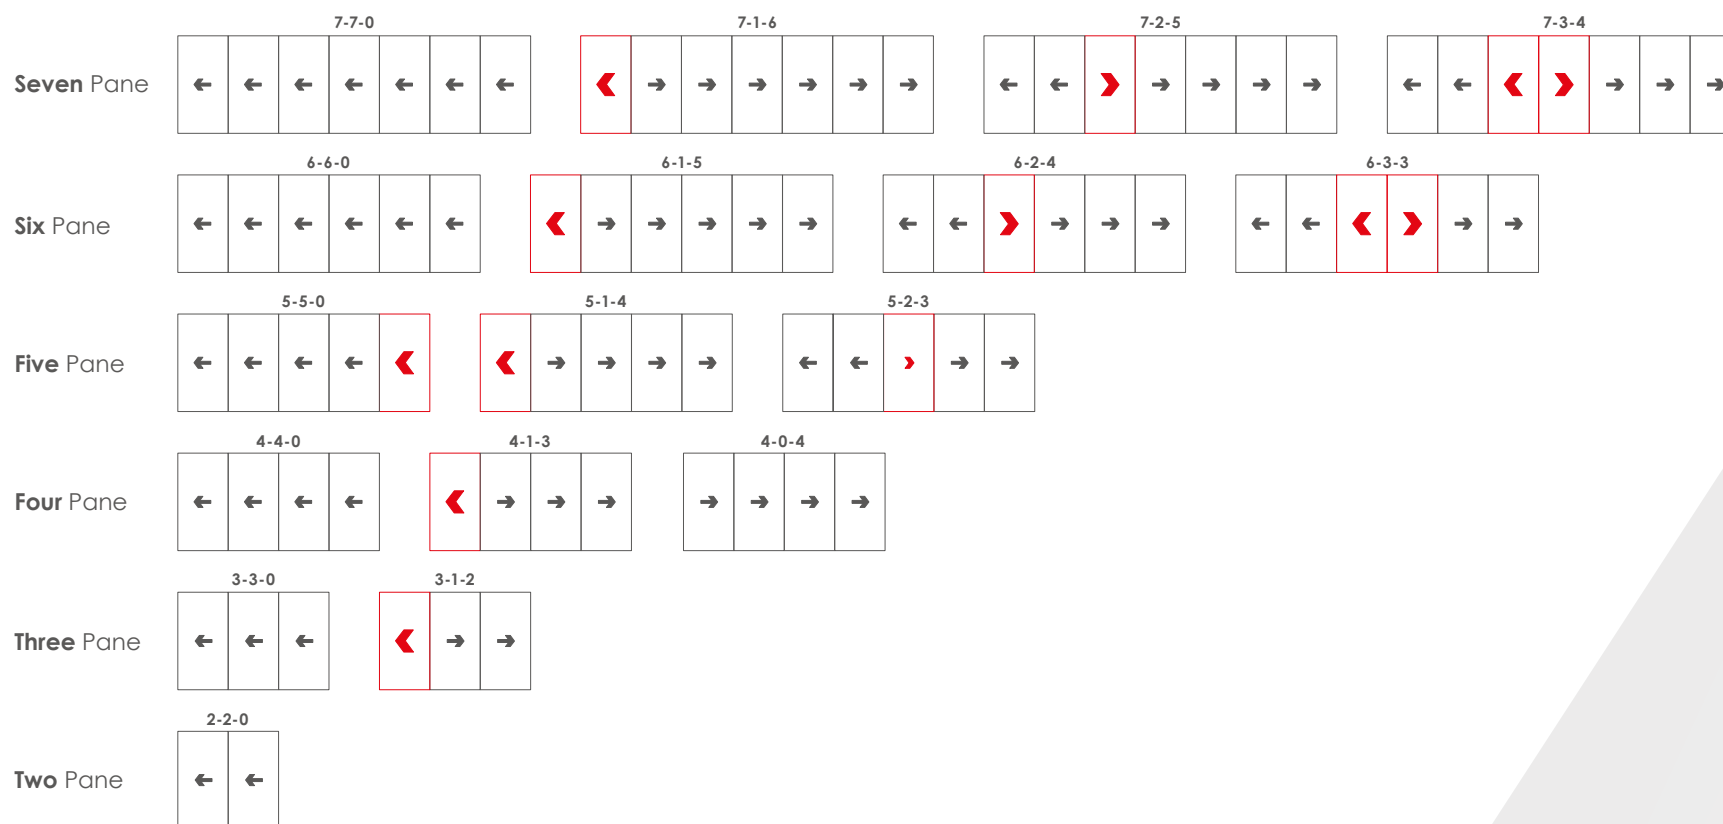 7-7-0 7-1-6 7-2-5 7-3-4
Seven Pane
6-6-0 6-1-5 6-2-4 6-3-3
Six Pane
5-5-0 5-1-4 5-2-3
Five Pane
4-4-0 4-1-3 4-0-4
Four Pane
3-3-0 3-1-2
Three Pane
2-2-0
Two Pane